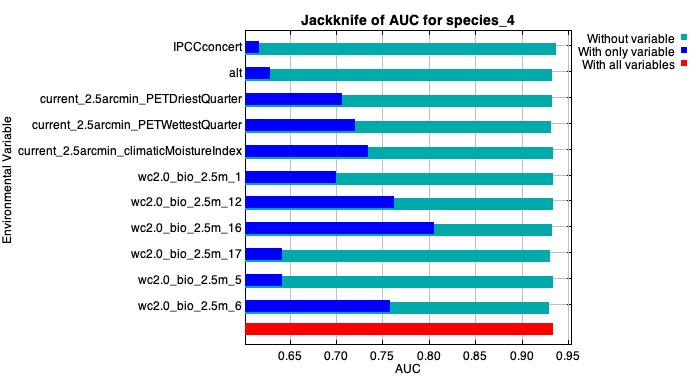 Jackknife of AUC for species_4
Without variable
With only variable
With all variables
Environmental Variable
IPCCconcert
alt
current_2.5arcmin_PETDriestQuarter
current_2.5arcmin_PETWettestQuarter
current_2.5arcmin_climaticMoistureIndex
wc2.0_bio_2.5m_1
wc2.0_bio_2.5m_12
wc2.0_bio_2.5m_16
wc2.0_bio_2.5m_17
wc2.0_bio_2.5m_5
wc2.0_bio_2.5m_6
0.65 0.70 0.75 0.80 0.85 0.90 0.95
AUC